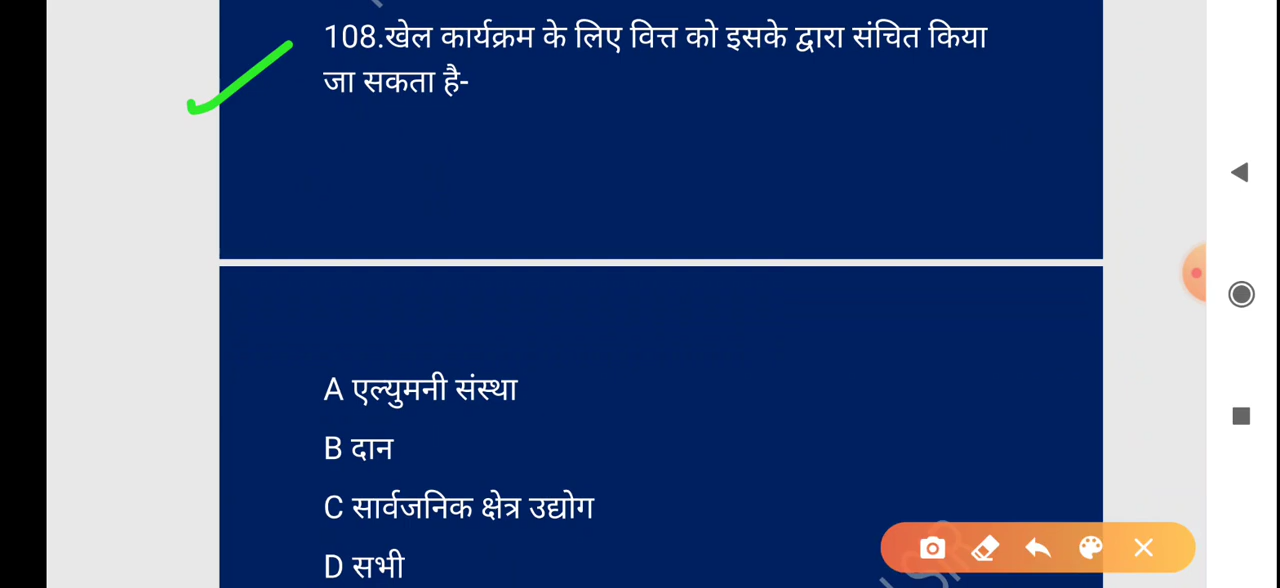 108.खेल कार्यक्रम के लिए वित्त को इसके द्वारा संचित किया
जा सकता है-
A एल्युमनी संस्था
B दान
C सार्वजनिक क्षेत्र उद्योग
D सभी